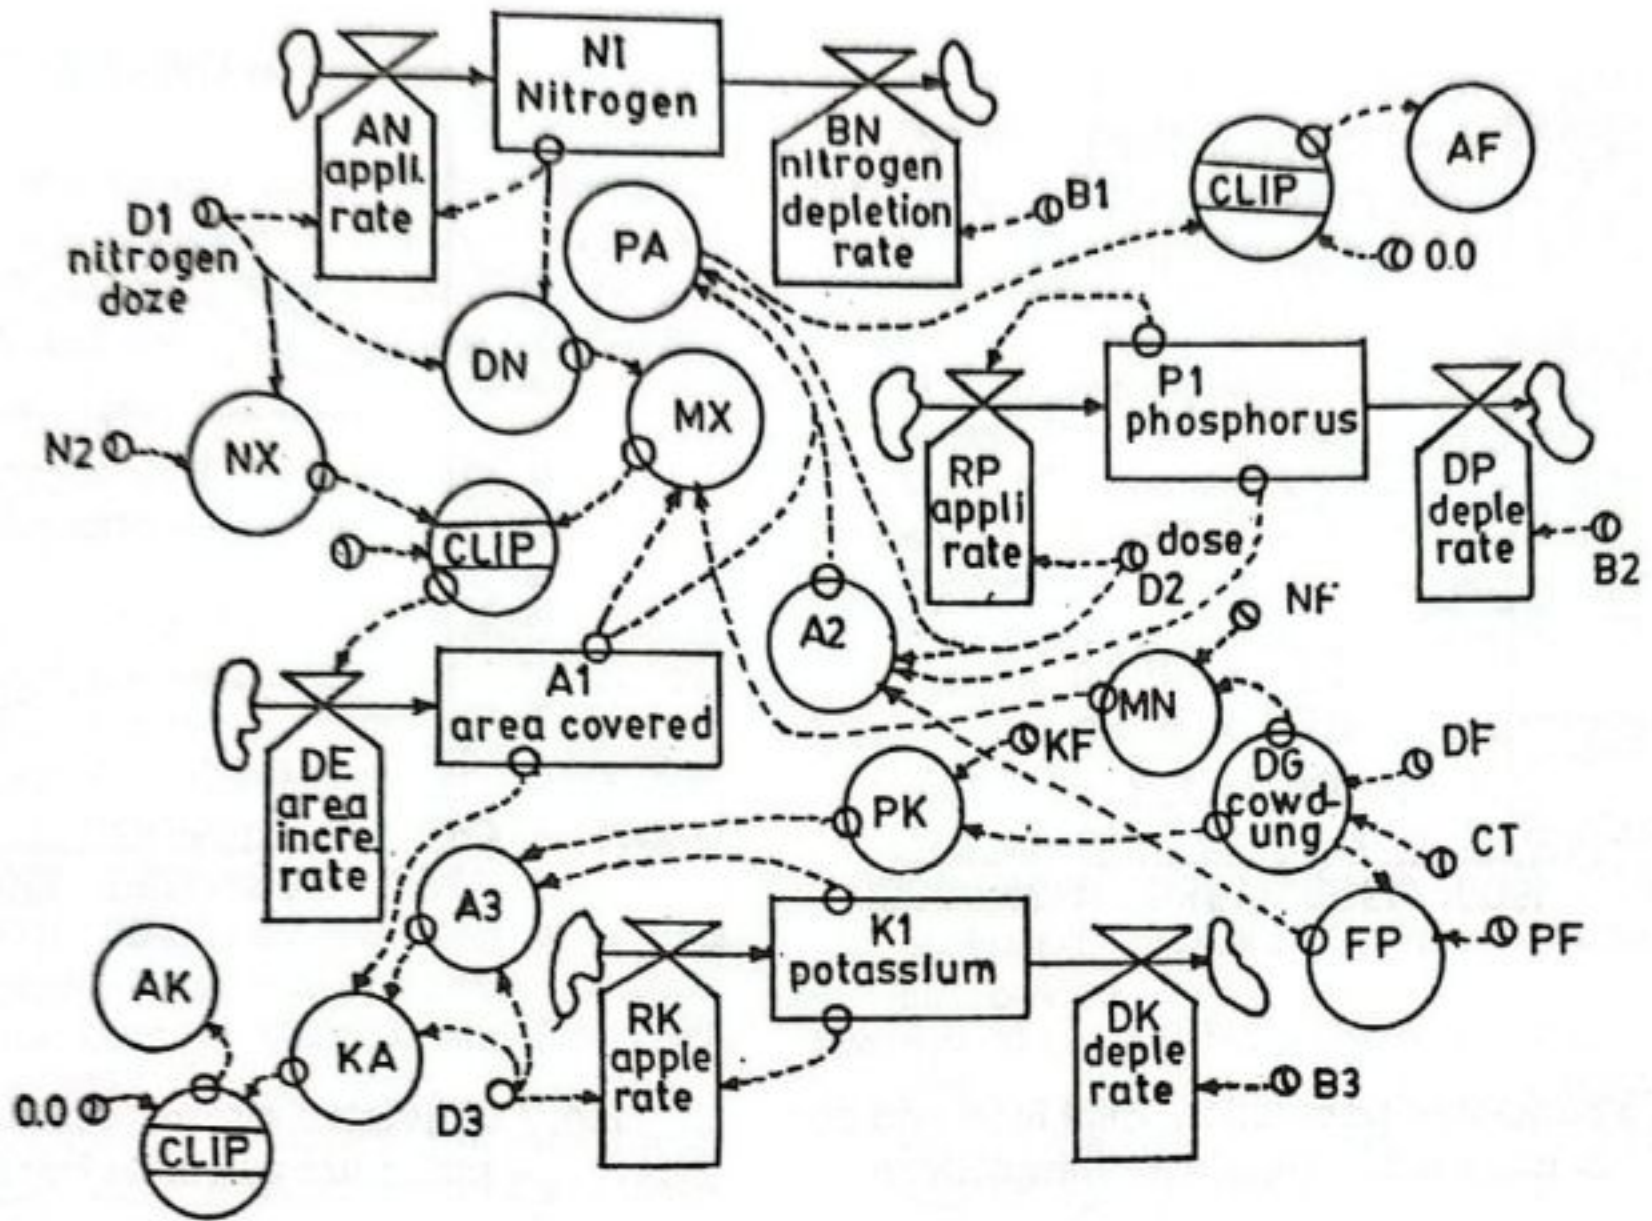 N1
Nitrogen
AN
appli.
rate
BN
nitrogen
depletion
rate
B1
CLIP
AF
0.0
D1
nitrogen
doze
PA
DN
MX
N2
NX
CLIP
P1
phosphorus
RP
appli
rate
dose
D2
DP
deple
rate
B2
A2
NF
MN
A1
area covered
DE
area
incre.
rate
KF
PK
DG
cowd-
ung
DF
CT
A3
K1
potassium
FP
PF
AK
KA
RK
apple
rate
DK
deple
rate
B3
D3
0.0
CLIP